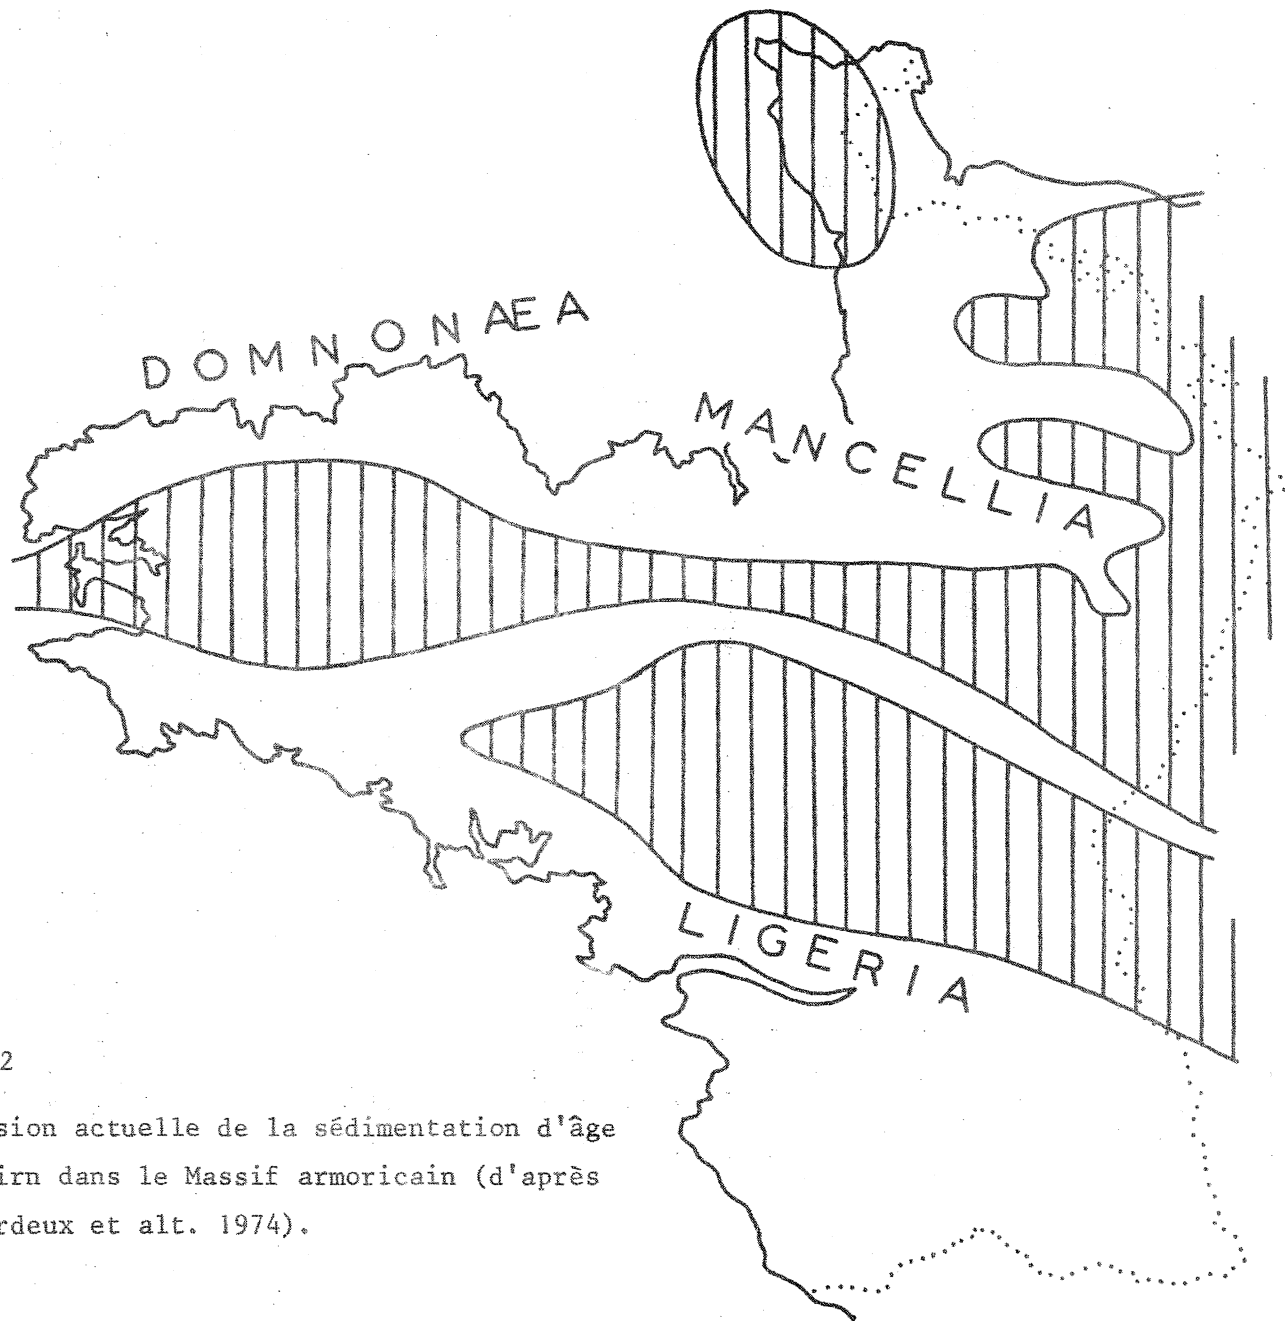 DOMNONAEA
MANCELLIA
LIGERIA
2
sion actuelle de la sédimentation d'âge
irn dans le Massif armoricain (d'après
rdeux et alt. 1974).